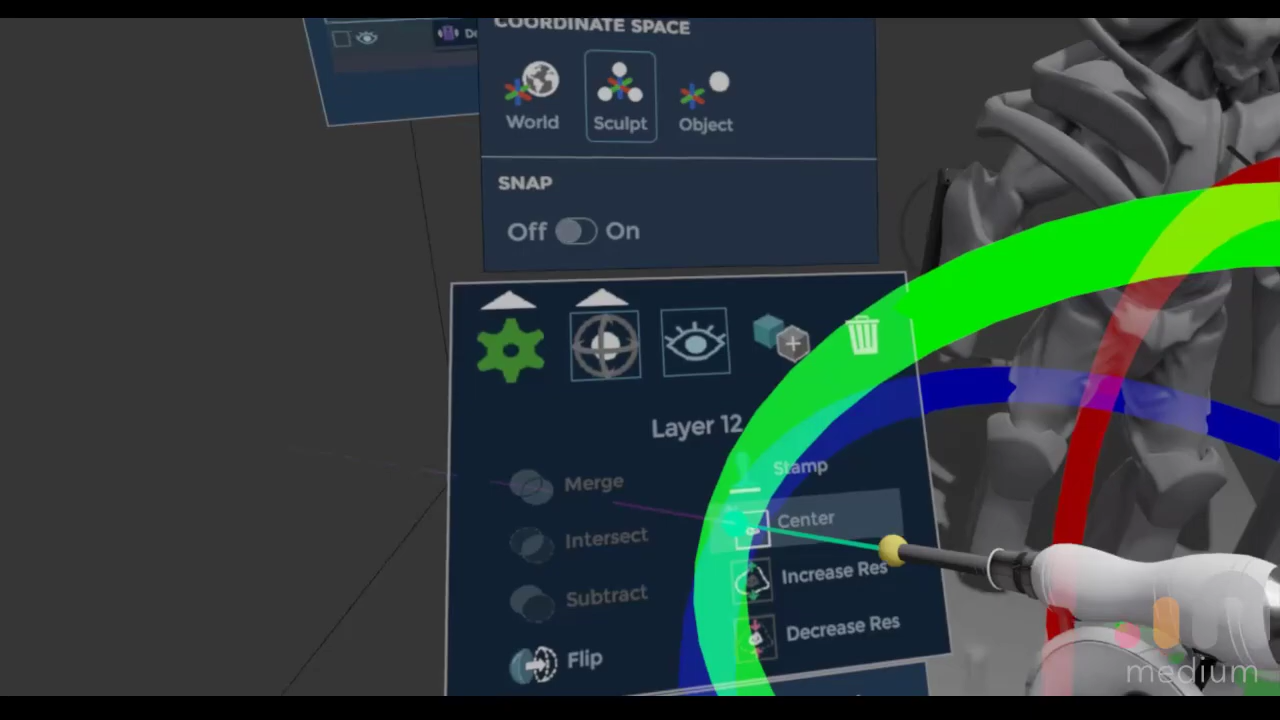 COORDINATE SPACE
World
Sculpt
Object
SNAP
Off
On
Layer 12
Merge
Stamp
Intersect
Center
Subtract
Increase Res
Flip
Decrease Res
medium